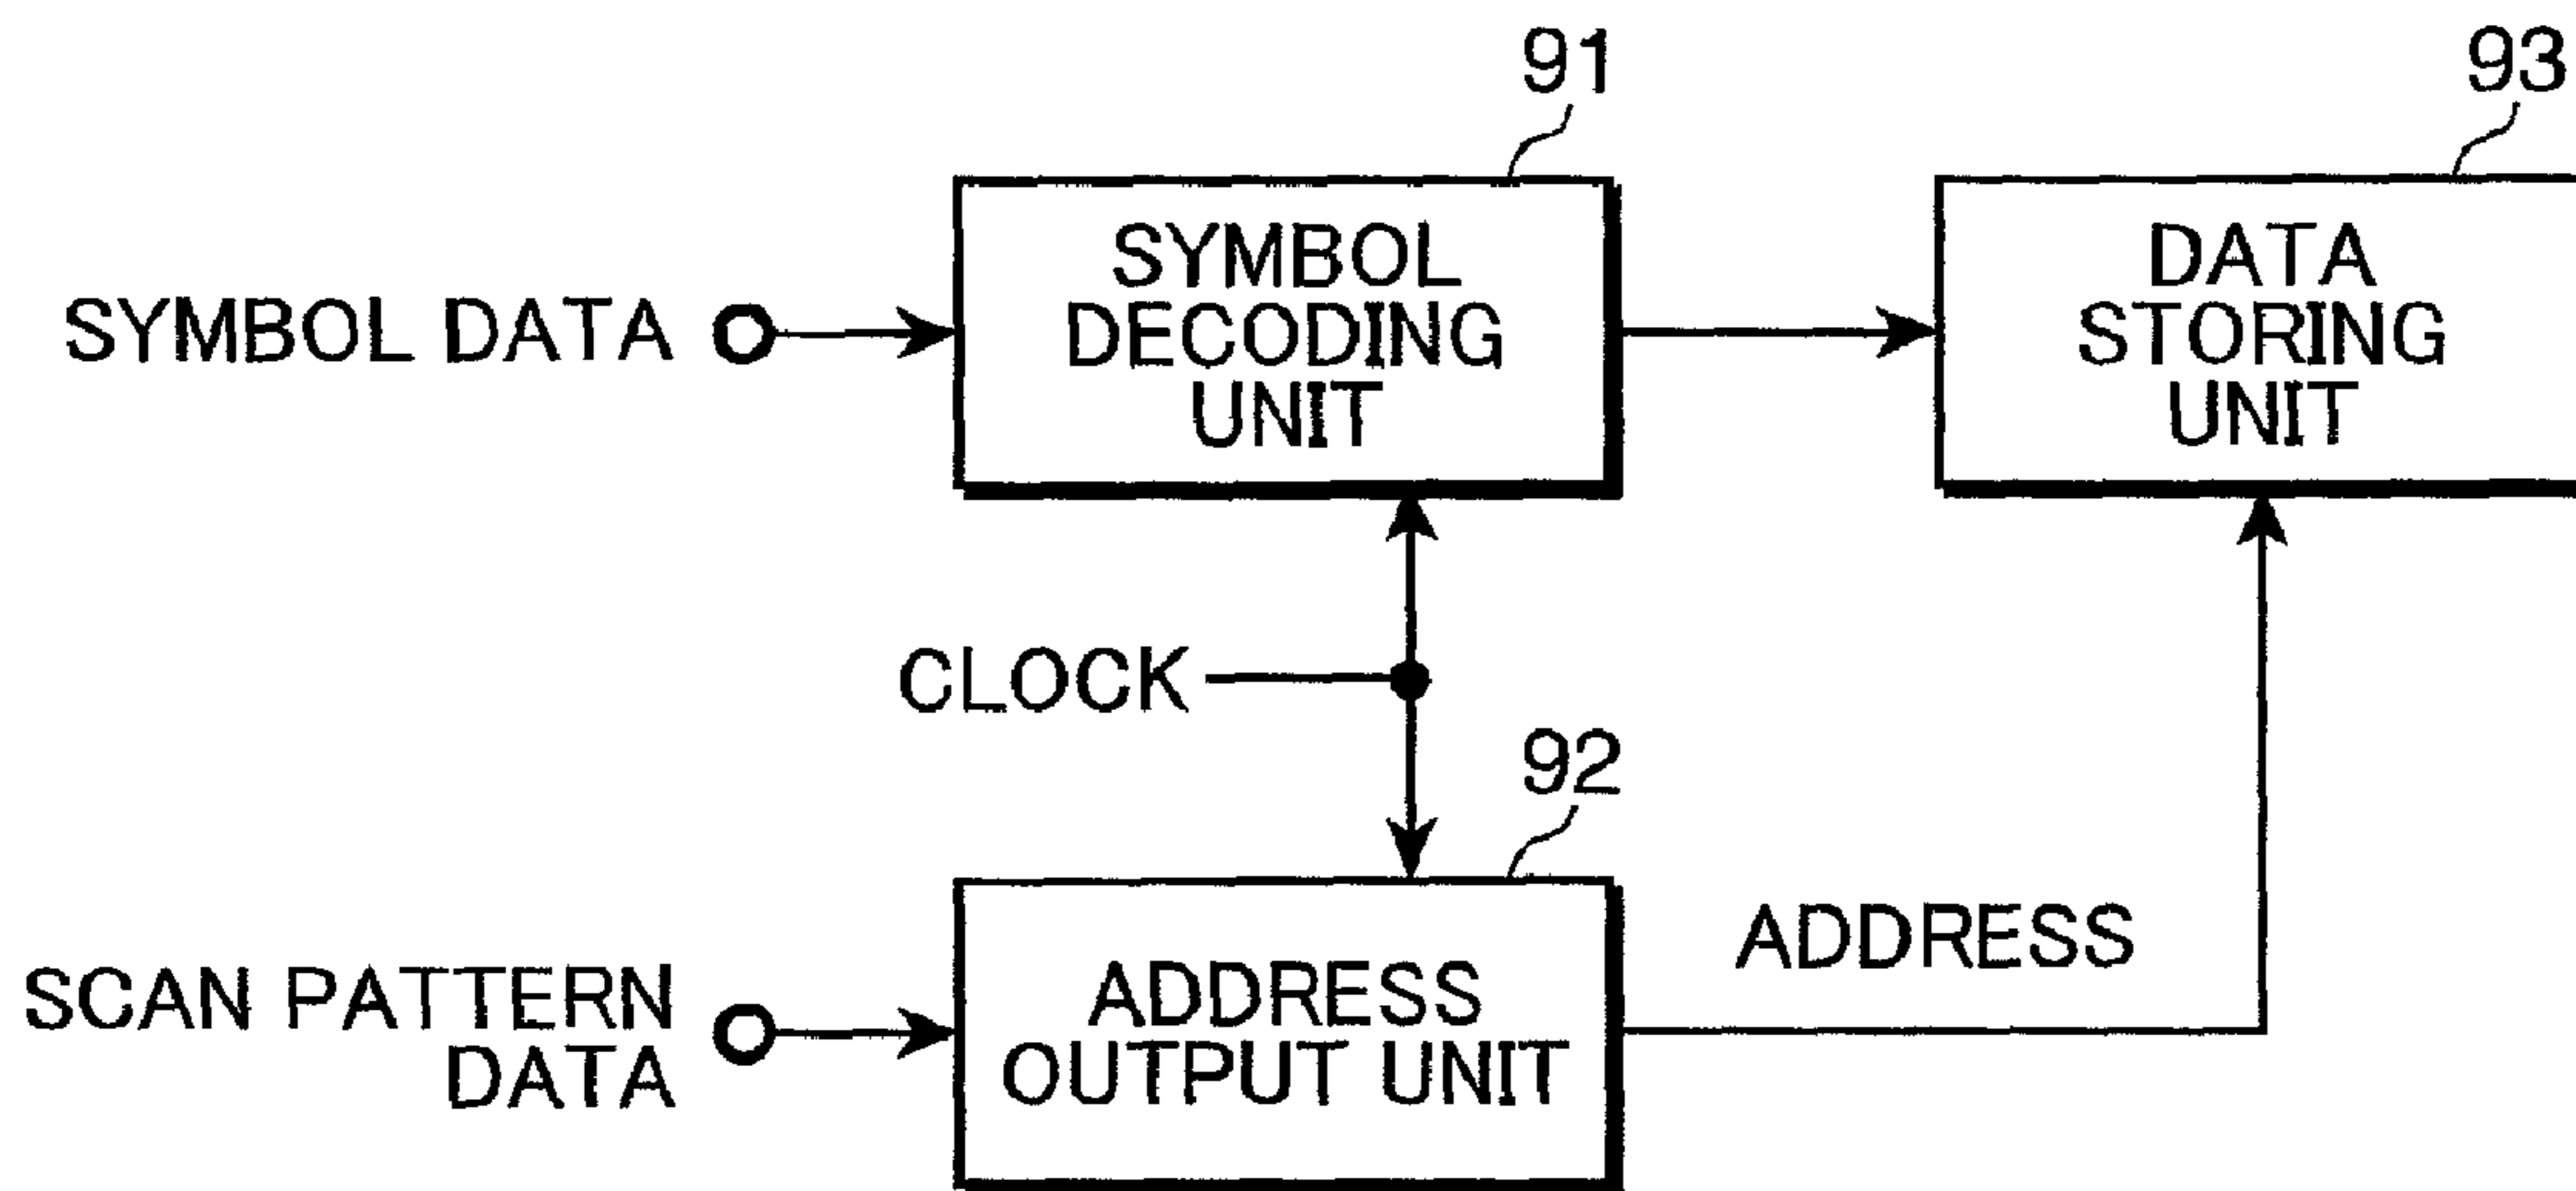 91
93
SYMBOL DATA
SYMBOL
DECODING
UNIT
DATA
STORING
UNIT
CLOCK
92
SCAN PATTERN
DATA
ADDRESS
OUTPUT UNIT
ADDRESS